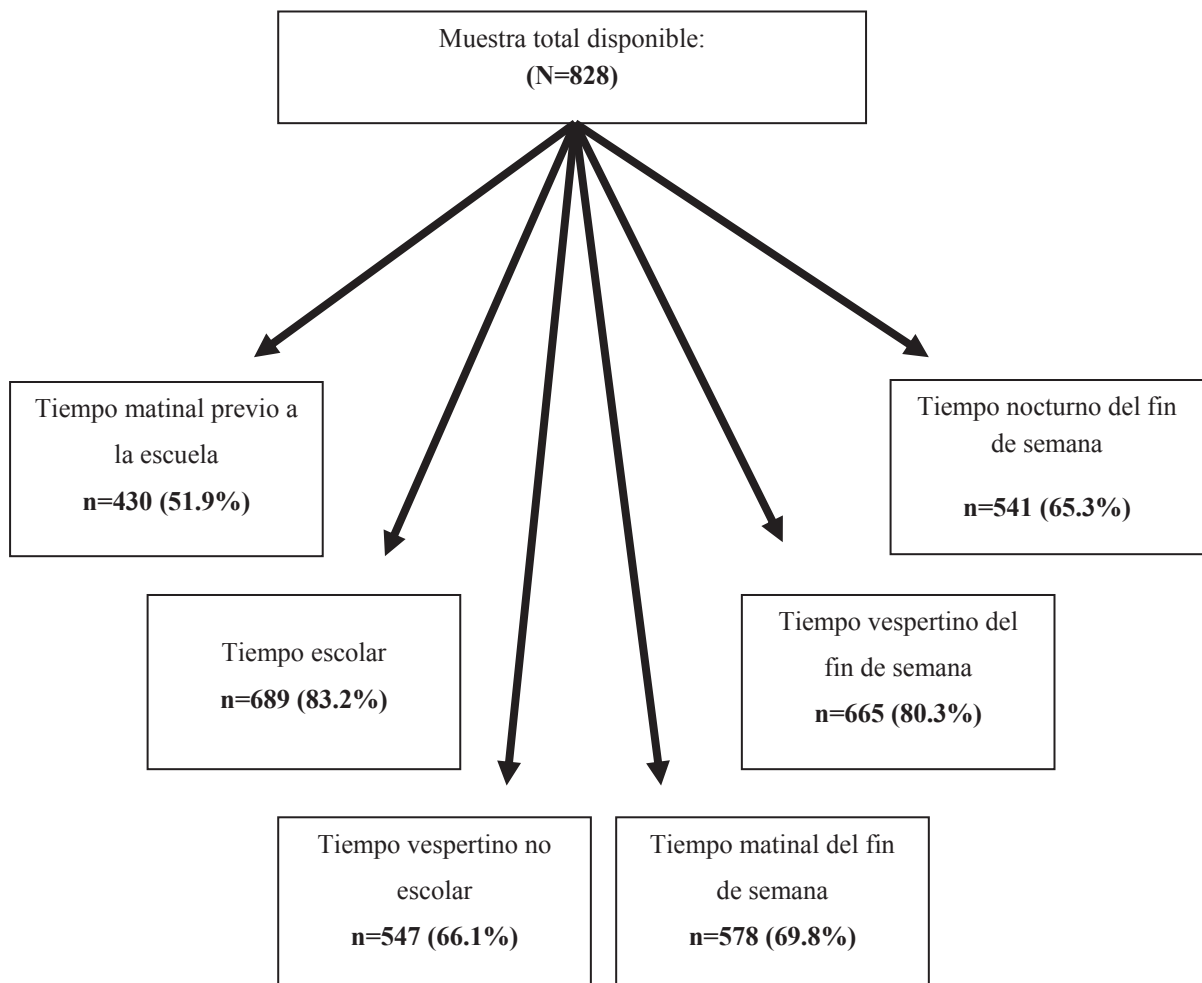 Muestra total disponible:
(N=828)
Tiempo matinal previo a
la escuela
n=430 (51.9%)
Tiempo nocturno del fin
de semana
n=541 (65.3%)
Tiempo escolar
n=689 (83.2%)
Tiempo vespertino del
fin de semana
n=665 (80.3%)
Tiempo vespertino no
escolar
n=547 (66.1%)
Tiempo matinal del fin
de semana
n=578 (69.8%)